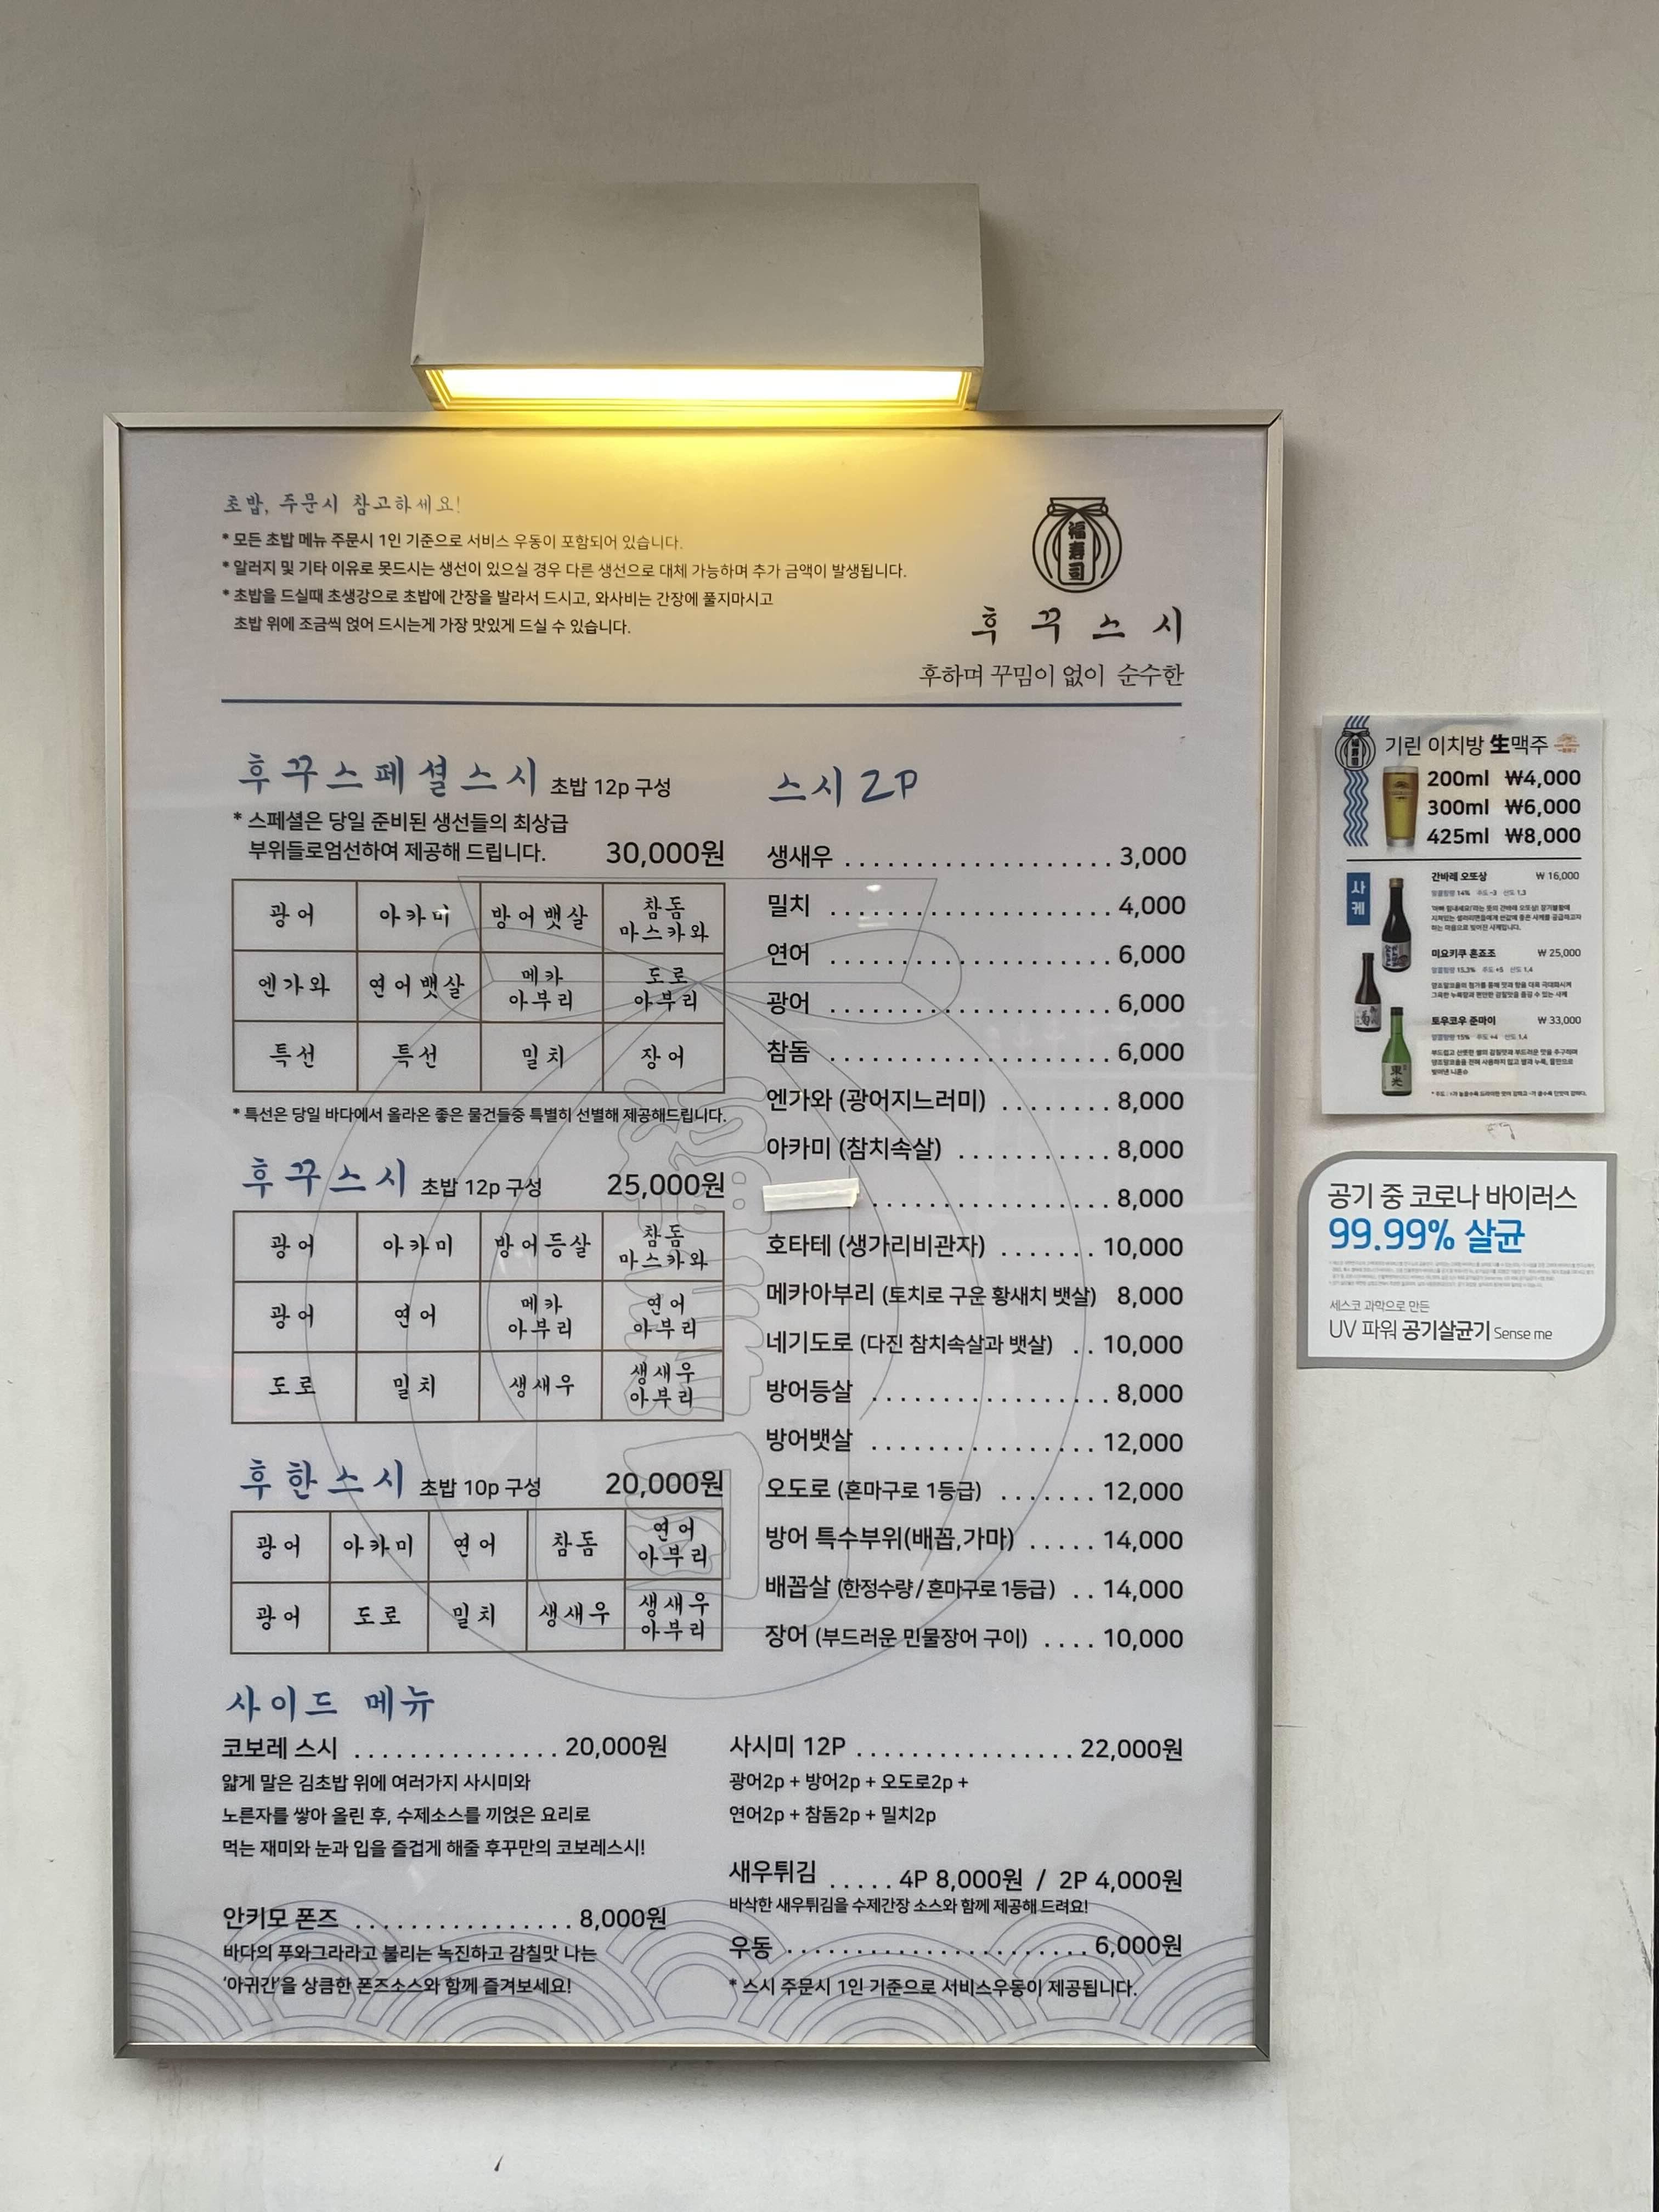 초밥, 주문시 참고하세요!
* 모든 초밥 메뉴 주문시 1인 기준으로 서비스 우동이 포함되어 있습니다.
* 알러지 및 기타 이유로 못드시는 생선이 있으실 경우 다른 생선으로 대체 가능하며 추가 금액이 발생됩니다.
* 초밥을 드실때 초생강으로 초밥에 간장을 발라서 드시고, 와사비는 간장에 풀지마시고
초밥 위에 조금씩 얹어 드시는게 가장 맛있게 드실 수 있습니다.
福寿司
후꾸스시
후하며 꾸밈이 없이 순수한
후꾸스페셜스시 초밥 12p 구성
* 스페셜은 당일 준비된 생선들의 최상급
부위들로엄선하여 제공해 드립니다. 30,000원
광어 아카미 방어뱃살 참돔 마스카와
엔가와 연어뱃살 메카 아부리 도로 아부리
특선 특선 밀치 장어
* 특선은 당일 바다에서 올라온 좋은 물건들중 특별히 선별해 제공해드립니다.
후꾸스시 초밥 12p 구성 25,000원
광어 아카미 방어등살 참돔 마스카와
광어 연어 메카 아부리 연어 아부리
도로 밀치 생새우 생새우 아부리
후한스시 초밥 10p 구성 20,000원
광어 아카미 연어 참돔 연어 아부리
광어 도로 밀치 생새우 생새우 아부리
스시 2P
생새우 ...................... 3,000
밀치 ....................... 4,000
연어 ....................... 6,000
광어 ....................... 6,000
참돔 ....................... 6,000
엔가와 (광어지느러미) ........ 8,000
아카미 (참치속살) ........... 8,000
................... 8,000
호타테 (생가리비관자) ....... 10,000
메카아부리 (토치로 구운 황새치 뱃살) 8,000
네기도로 (다진 참치속살과 뱃살) .. 10,000
방어등살 ................... 8,000
방어뱃살 .................. 12,000
오도로 (혼마구로 1등급) ....... 12,000
방어 특수부위(배꼽,가마) ..... 14,000
배꼽살 (한정수량 / 혼마구로 1등급) .. 14,000
장어 (부드러운 민물장어 구이) .... 10,000
사이드 메뉴
코보레 스시 ................ 20,000원
얇게 말은 김초밥 위에 여러가지 사시미와
노른자를 쌓아 올린 후, 수제소스를 끼얹은 요리로
먹는 재미와 눈과 입을 즐겁게 해줄 후꾸만의 코보레스시!
안키모 폰즈 ................. 8,000원
바다의 푸와그라라고 불리는 녹진하고 감칠맛 나는
'아귀간'을 상큼한 폰즈소스와 함께 즐겨보세요!
사시미 12P ................. 22,000원
광어2p + 방어2p + 오도로2p +
연어2p + 참돔2p + 밀치2p
새우튀김 ..... 4P 8,000원 / 2P 4,000원
바삭한 새우튀김을 수제간장 소스와 함께 제공해 드려요!
우동 ........................ 6,000원
* 스시 주문시 1인 기준으로 서비스우동이 제공됩니다.
기린 이치방 生맥주
200ml ₩4,000
300ml ₩6,000
425ml ₩8,000
사케
간바레 오또상 ₩ 16,000
알콜함량 14% 주도 -3 산도 1.3
미요키쿠 혼죠조 ₩ 25,000
알콜함량 15.3% 주도 +5 산도 1.4
토우코우 준마이 ₩ 33,000
알콜함량 15% 주도 +4 산도 1.4
東光
공기 중 코로나 바이러스
99.99% 살균
세스코 과학으로 만든
UV 파워 공기살균기 Sense me